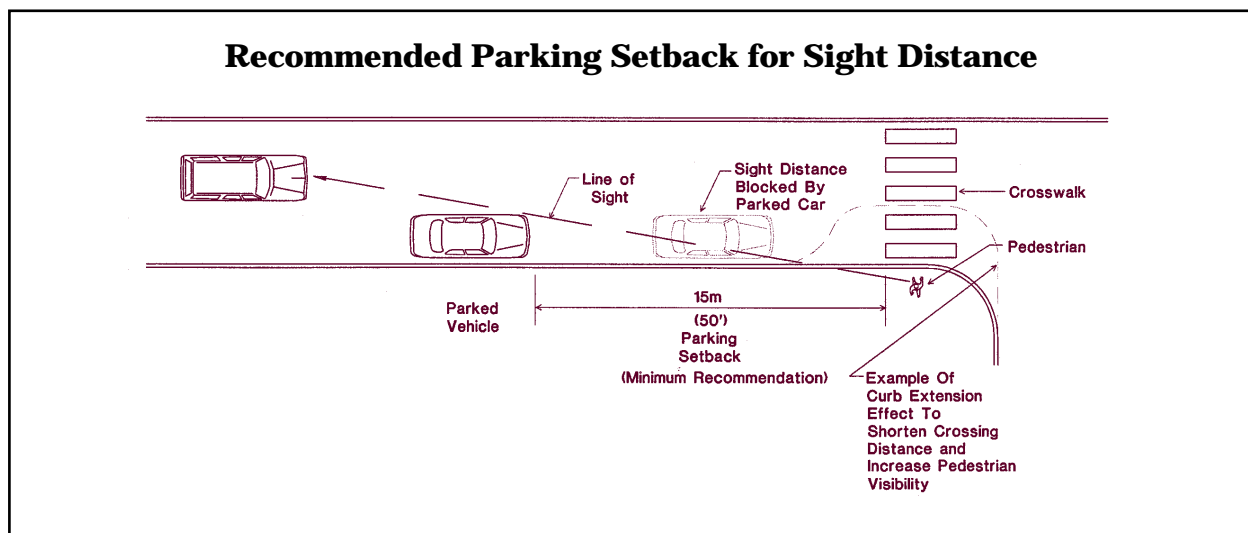 Recommended Parking Setback for Sight Distance
Line of
Sight
Sight Distance
Blocked By
Parked Car
Crosswalk
Pedestrian
Parked
Vehicle
15m
(50')
Parking
Setback
(Minimum Recommendation)
Example Of
Curb Extension
Effect To
Shorten Crossing
Distance and
Increase Pedestrian
Visibility